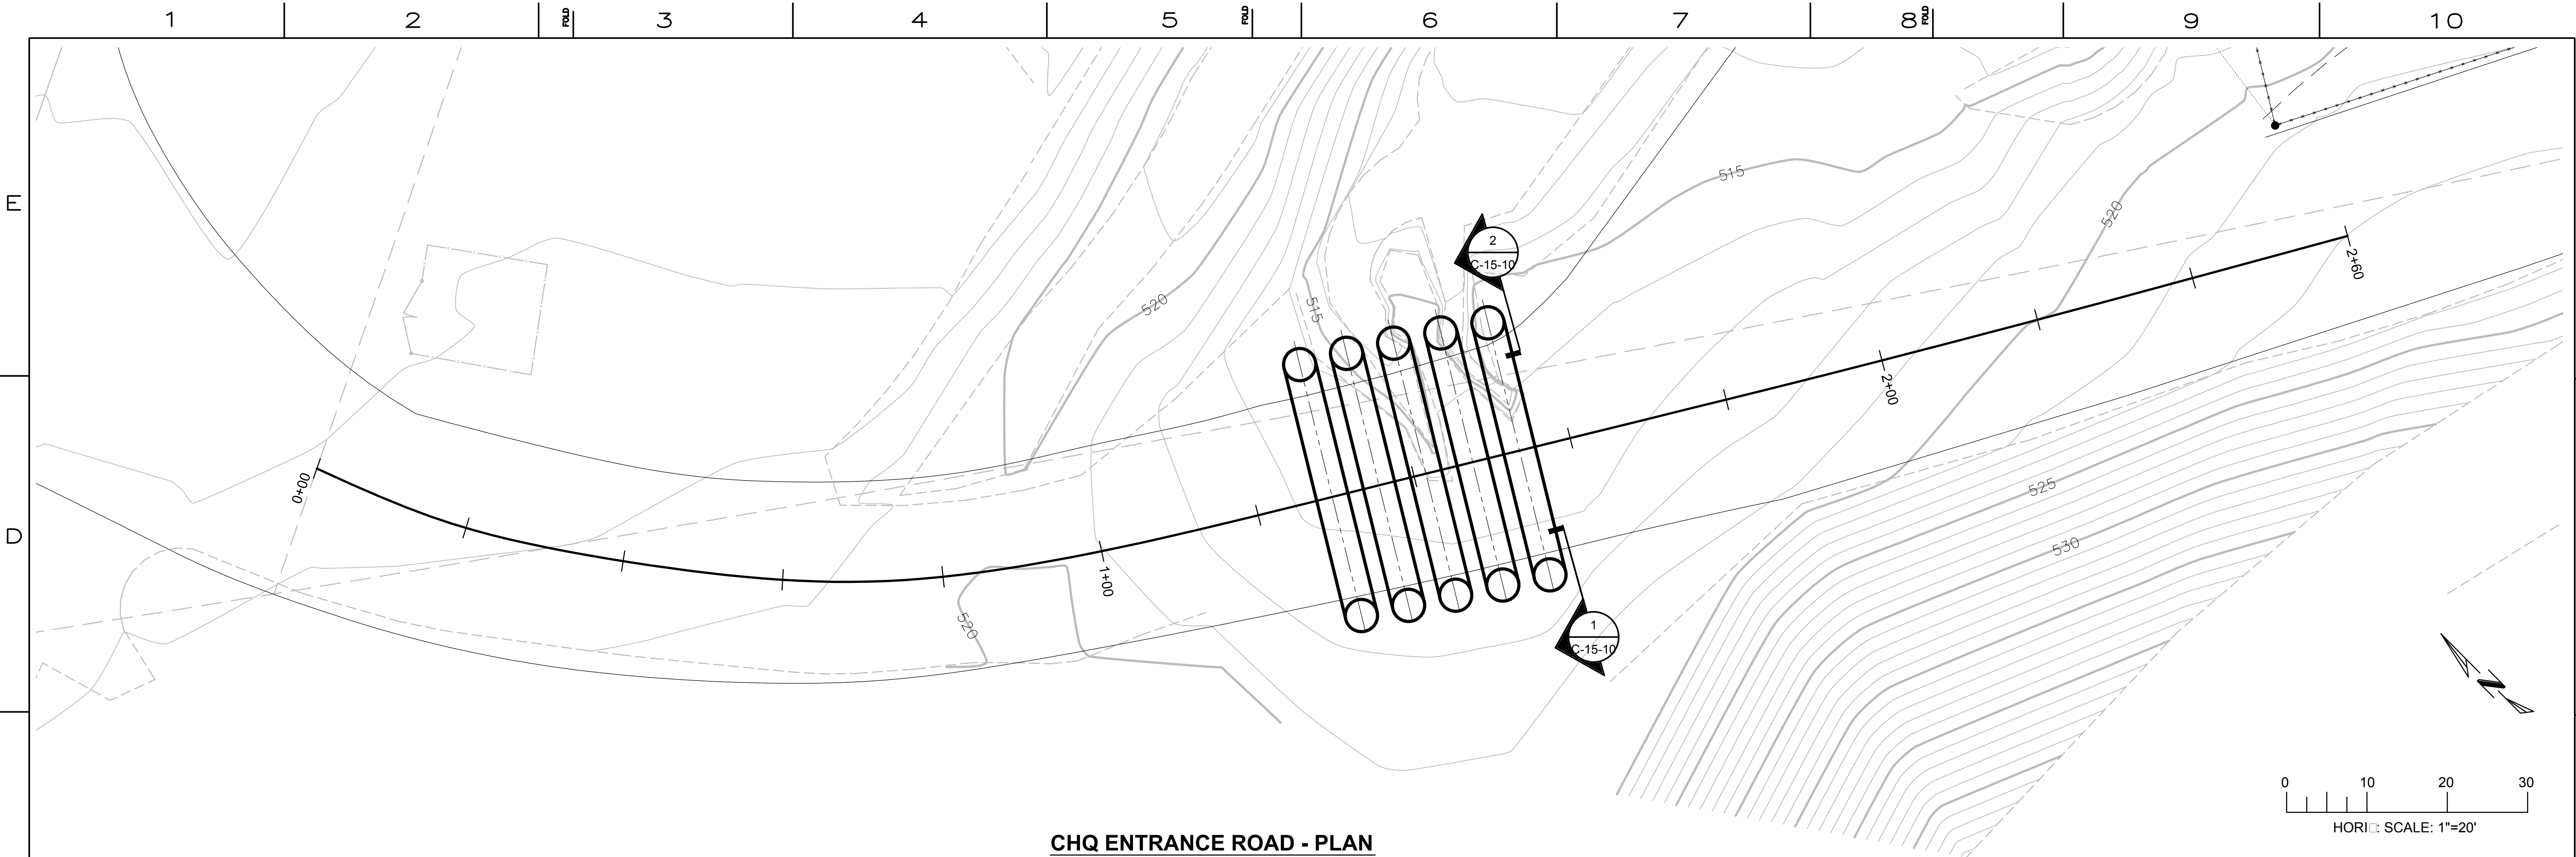 1 2 FOLD 3 4 5 FOLD 6 7 8 FOLD 9 10
E
D
515
520
2
C-15-10
2+60
515
520
2+00
0+00
525
530
1+00
520
1
C-15-10
N
0 10 20 30
HORI□: SCALE: 1"=20'
CHQ ENTRANCE ROAD - PLAN